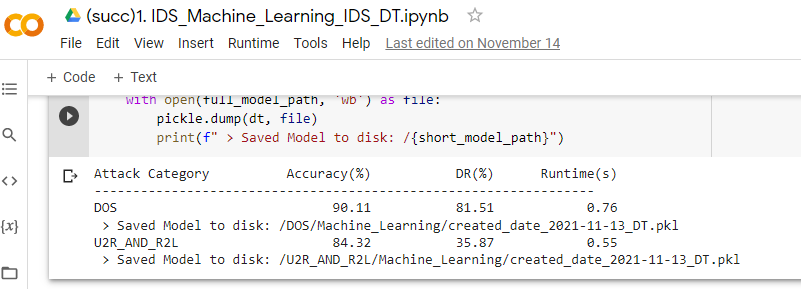 (succ)1. IDS_Machine_Learning_IDS_DT.ipynb
File Edit View Insert Runtime Tools Help Last edited on November 14
+ Code + Text
with open(full_model_path, 'wb') as file:
pickle.dump(dt, file)
print(f" > Saved Model to disk: /{short_model_path}")
Attack Category Accuracy(%) DR(%) Runtime(s)
-----------------------------------------------------------------
DOS 90.11 81.51 0.76
> Saved Model to disk: /DOS/Machine_Learning/created_date_2021-11-13_DT.pkl
U2R_AND_R2L 84.32 35.87 0.55
> Saved Model to disk: /U2R_AND_R2L/Machine_Learning/created_date_2021-11-13_DT.pkl